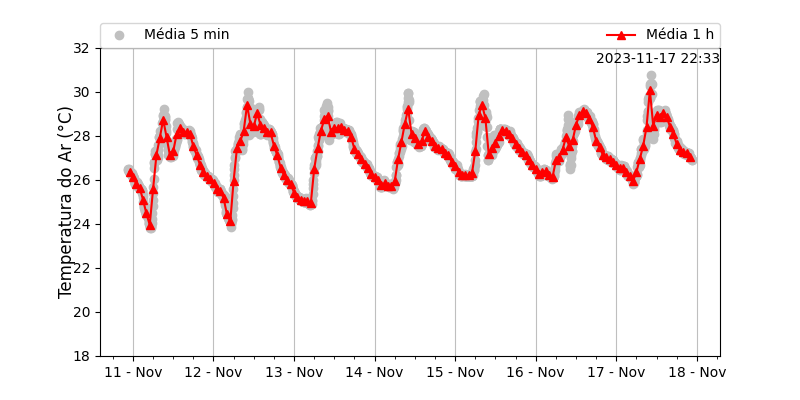 Média 5 min
Média 1 h
2023-11-17 22:33
Temperatura do Ar (°C)
32
30
28
26
24
22
20
18
11 - Nov
12 - Nov
13 - Nov
14 - Nov
15 - Nov
16 - Nov
17 - Nov
18 - Nov